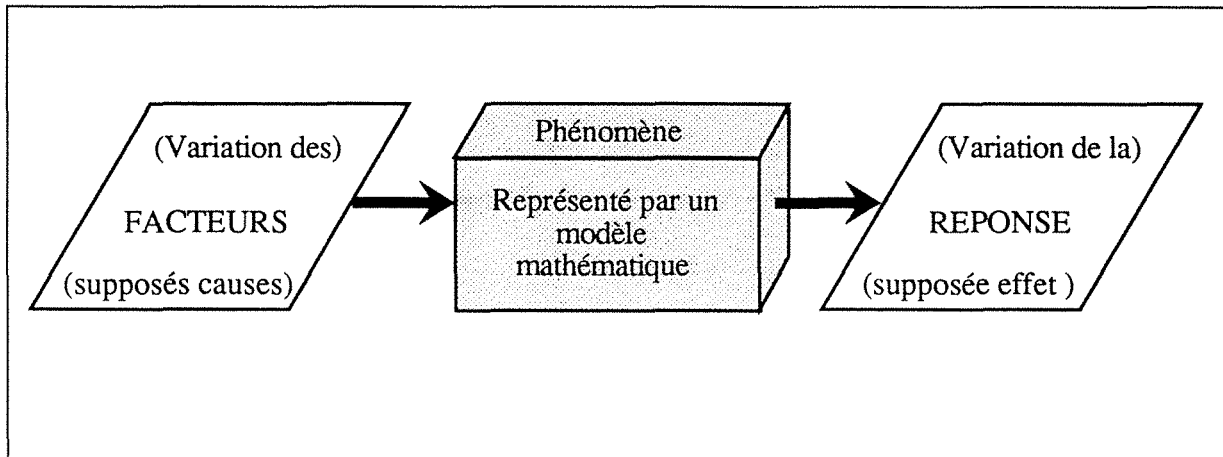 (Variation des)
FACTEURS
(supposés causes)
Phénomène
Représenté par un
modèle
mathématique
(Variation de la)
REPONSE
(supposée effet )